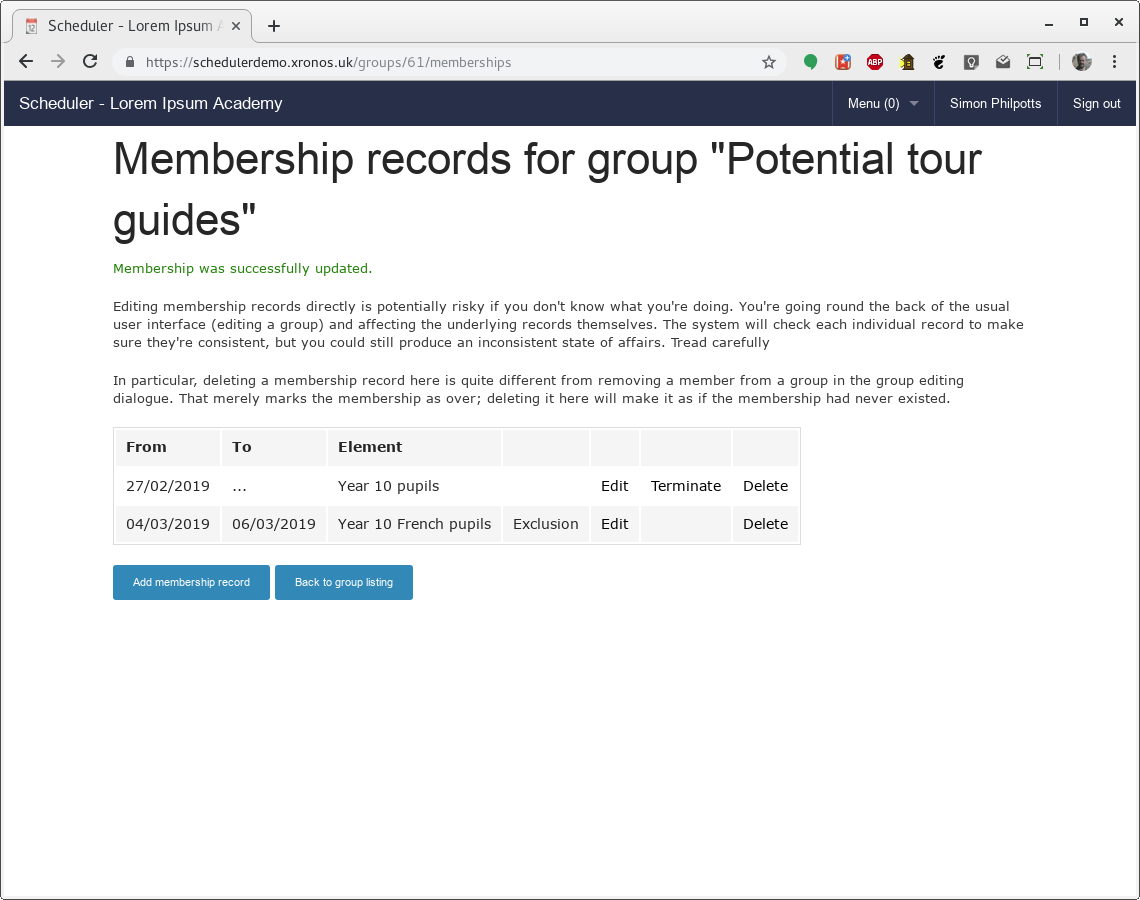 Scheduler - Lorem Ipsum A
https://schedulerdemo.xronos.uk/groups/61/memberships
ABP
Scheduler - Lorem Ipsum Academy
Menu (0)
Simon Philpotts
Sign out
Membership records for group "Potential tour
guides"
Membership was successfully updated.
Editing membership records directly is potentially risky if you don't know what you're doing. You're going round the back of the usual
user interface (editing a group) and affecting the underlying records themselves. The system will check each individual record to make
sure they're consistent, but you could still produce an inconsistent state of affairs. Tread carefully
In particular, deleting a membership record here is quite different from removing a member from a group in the group editing
dialogue. That merely marks the membership as over; deleting it here will make it as if the membership had never existed.
From To Element
27/02/2019 ... Year 10 pupils Edit Terminate Delete
04/03/2019 06/03/2019 Year 10 French pupils Exclusion Edit Delete
Add membership record Back to group listing